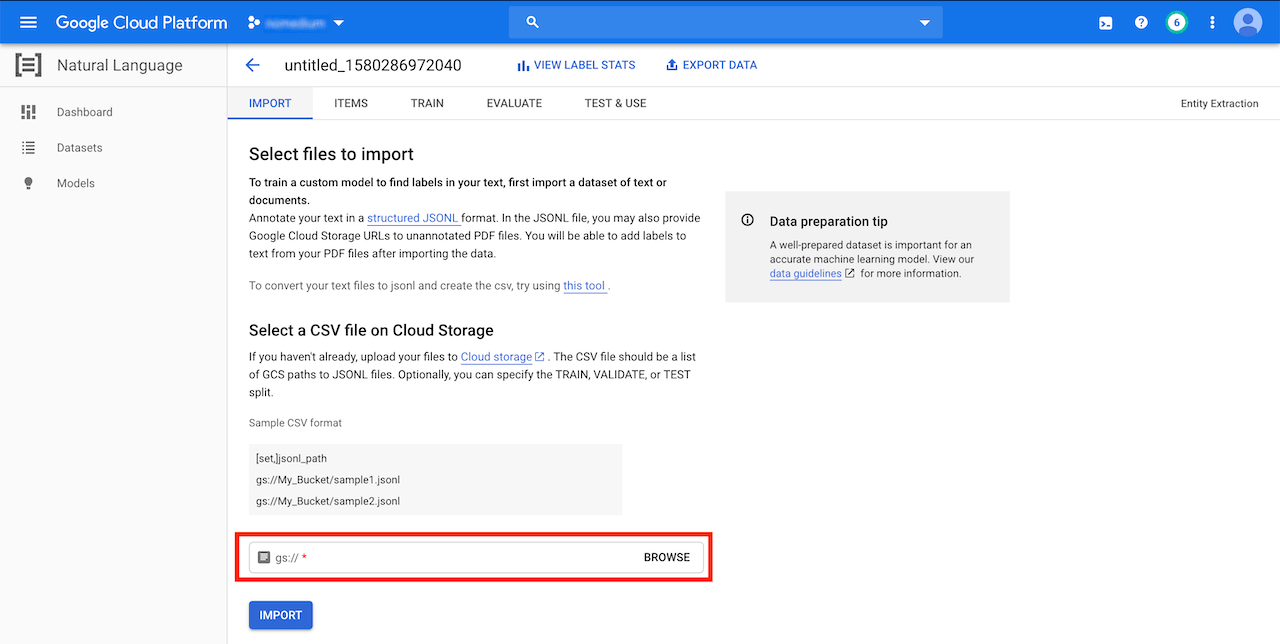 Google Cloud Platform
6
Natural Language
untitled_1580286972040
VIEW LABEL STATS
EXPORT DATA
IMPORT
ITEMS
TRAIN
EVALUATE
TEST & USE
Entity Extraction
Dashboard
Datasets
Models
Select files to import
To train a custom model to find labels in your text, first import a dataset of text or
documents.
Annotate your text in a structured JSONL format. In the JSONL file, you may also provide
Google Cloud Storage URLs to unannotated PDF files. You will be able to add labels to
text from your PDF files after importing the data.
To convert your text files to jsonl and create the csv, try using this tool .
Data preparation tip
A well-prepared dataset is important for an
accurate machine learning model. View our
data guidelines for more information.
Select a CSV file on Cloud Storage
If you haven't already, upload your files to Cloud storage . The CSV file should be a list
of GCS paths to JSONL files. Optionally, you can specify the TRAIN, VALIDATE, or TEST
split.
Sample CSV format
[set,]jsonl_path
gs://My_Bucket/sample1.jsonl
gs://My_Bucket/sample2.jsonl
gs:// *
BROWSE
IMPORT